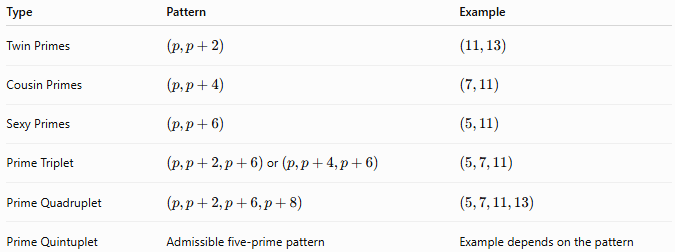 Type Pattern Example
Twin Primes (p, p + 2) (11, 13)
Cousin Primes (p, p + 4) (7, 11)
Sexy Primes (p, p + 6) (5, 11)
Prime Triplet (p, p + 2, p + 6) or (p, p + 4, p + 6) (5, 7, 11)
Prime Quadruplet (p, p + 2, p + 6, p + 8) (5, 7, 11, 13)
Prime Quintuplet Admissible five-prime pattern Example depends on the pattern